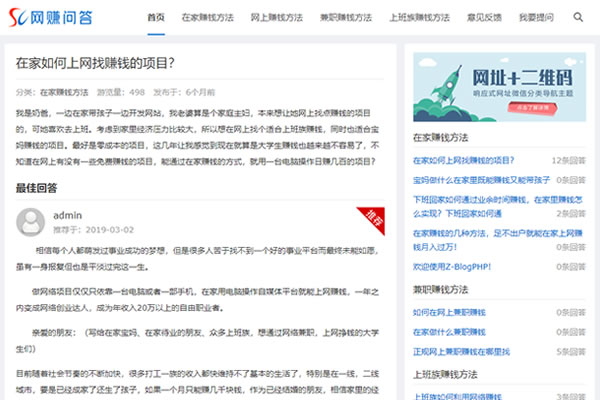 网赚问答
首页 在家赚钱方法 网上赚钱方法 兼职赚钱方法 上班族赚钱方法 意见反馈 我要提问
在家如何上网找赚钱的项目?
分类：在家赚钱方法 游览量：498 发布于：6个月前
我是奶爸，一边在家带孩子一边开发网站，我老婆算是个家庭主妇，本来想让她网上找点赚钱的项目
的，可她喜欢去上班。考虑到家里经济压力比较大，所以想在网上找个适合上班族赚钱，同时也适合宝
妈赚钱的项目。最好是零成本的项目，这几年让我感觉到现在就算是大学生赚钱也越来越不容易了，不
知道在网上有没有一些免费赚钱的项目，能通过在家赚钱的方式，就用一台电脑操作日赚几百的项目?
最佳回答
admin
推荐于：2019-03-02
推荐
相信每个人都萌发过事业成功的梦想，但是很多人苦于找不到一个好的事业平台而最终未能如愿，
虽有一身报复但也是平淡过完这一生。
做网络项目仅仅只依靠一台电脑或者一部手机，在家用电脑操作自媒体平台就能上网赚钱，一年之
内变成网络创业达人，成为年收入20万以上的自由职业者。
亲爱的朋友：（写给在家宝妈、在家待业的朋友、众多上班族，想通过网络兼职，上网挣钱的大学
生们）
目前随着社会节奏的不断加快，很多打工一族的收入都快维持不了基本的生活了，特别是在一线，二线
城市，要是已经成家了还生了孩子，如果一个月只能赚几千块钱，作为已经结婚的朋友，相信家里的经
网址十二维码
响应式网址微信分类导航主题
点击了解更多
在家赚钱方法
在家如何上网找赚钱的项目? 12条回答
宝妈做什么在家里既能赚钱又能带孩子 0条回答
下班回家如何通过业余时间赚钱，在家里赚钱怎
么实现？下班回家如何通 2条回答
在家赚钱的几种方法，足不出户就能在家上网赚
钱月入过万！ 0条回答
欢迎使用Z-BlogPHP! 0条回答
兼职赚钱方法
如何在网上兼职赚钱 0条回答
在家做什么兼职赚钱 0条回答
正规网上兼职赚钱在哪里找 5条回答
上班族赚钱方法
上班族如何利用网络赚钱 3条回答